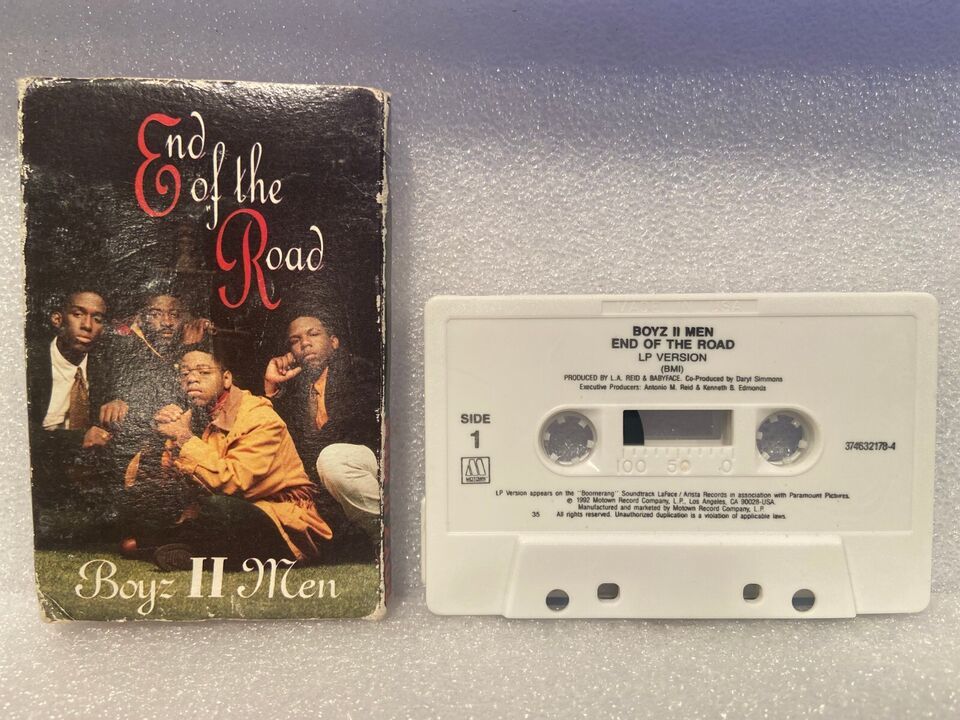 End
of the
Road
Boyz II Men
BOYZ II MEN
END OF THE ROAD
LP VERSION
(BMI)
PRODUCED BY L.A. REID & BABYFACE. Co-Produced by Daryl Simmons
Executive Producers: Antonio M. Reid & Kenneth B. Edmonds
SIDE
1
374632178-4
100 50 0
M
MOTOWN
LP Version appears on the "Boomerang" Soundtrack LaFace / Arista Records in association with Paramount Pictures.
℗ 1992 Motown Record Company, L.P., Los Angeles, CA 90028-USA
Manufactured and marketed by Motown Record Company, L.P.
35 All rights reserved. Unauthorized duplication is a violation of applicable laws.